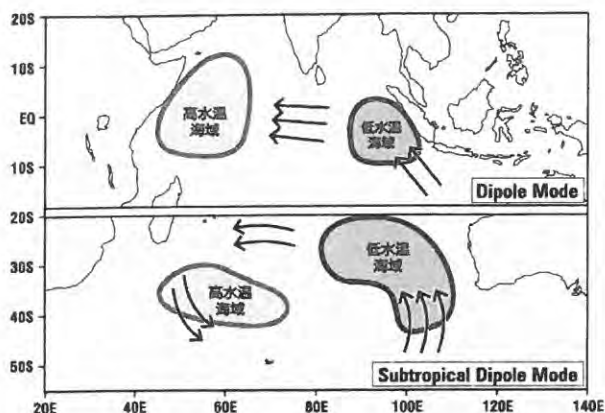 20S
10S
EQ
10S
高水温
海域
低水温
海域
Dipole Mode
20S
30S
40S
50S
高水温
海域
低水温
海域
Subtropical Dipole Mode
20E
40E
60E
80E
100E
120E
140E